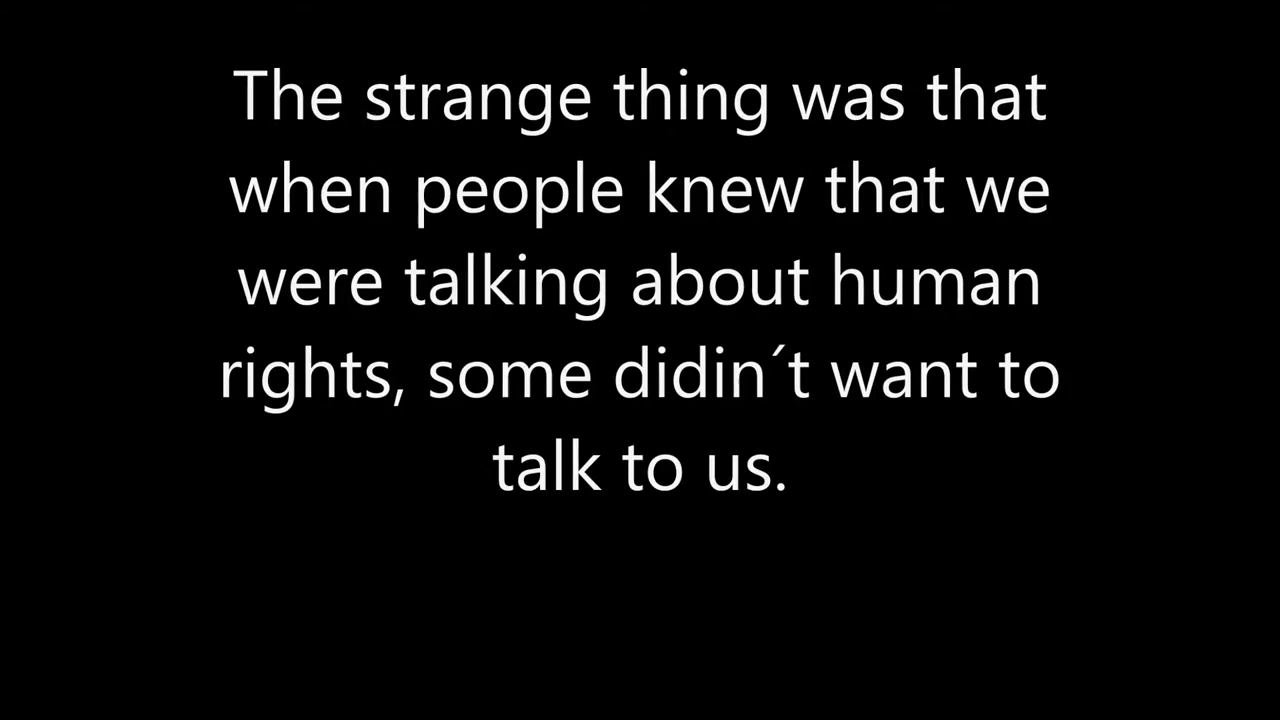 The strange thing was that
when people knew that we
were talking about human
rights, some didin´t want to
talk to us.